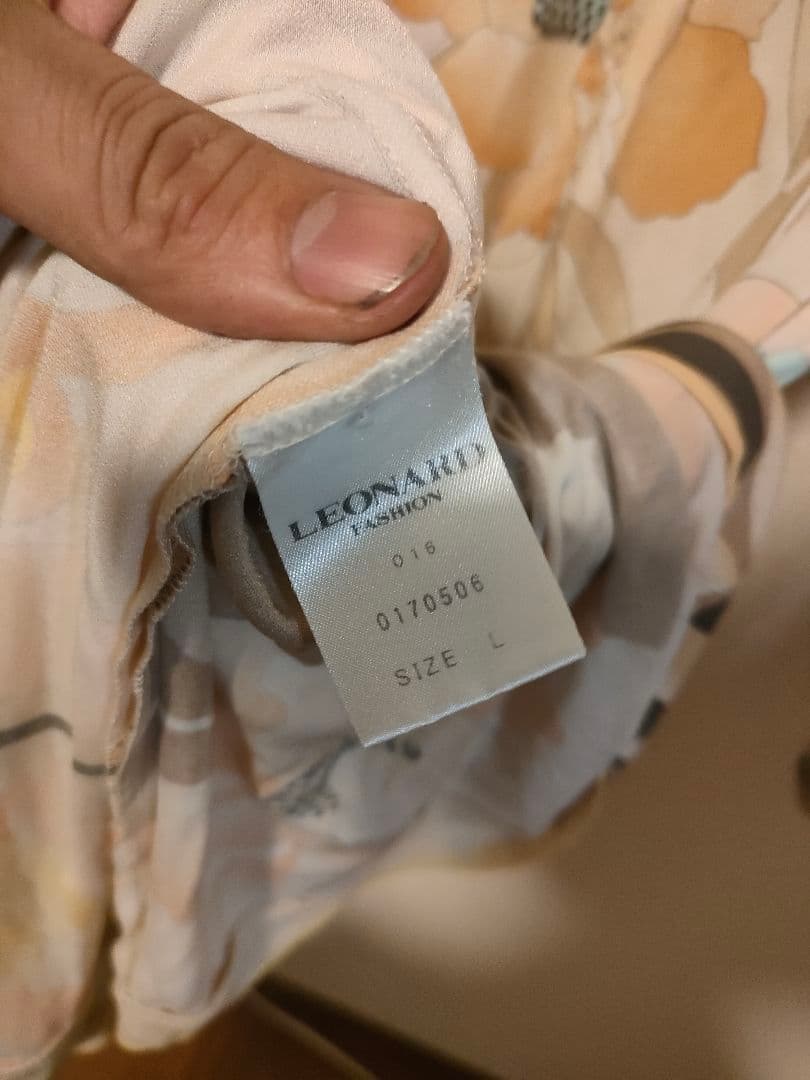 LEONARD
FASHION
016
0170506
SIZE L